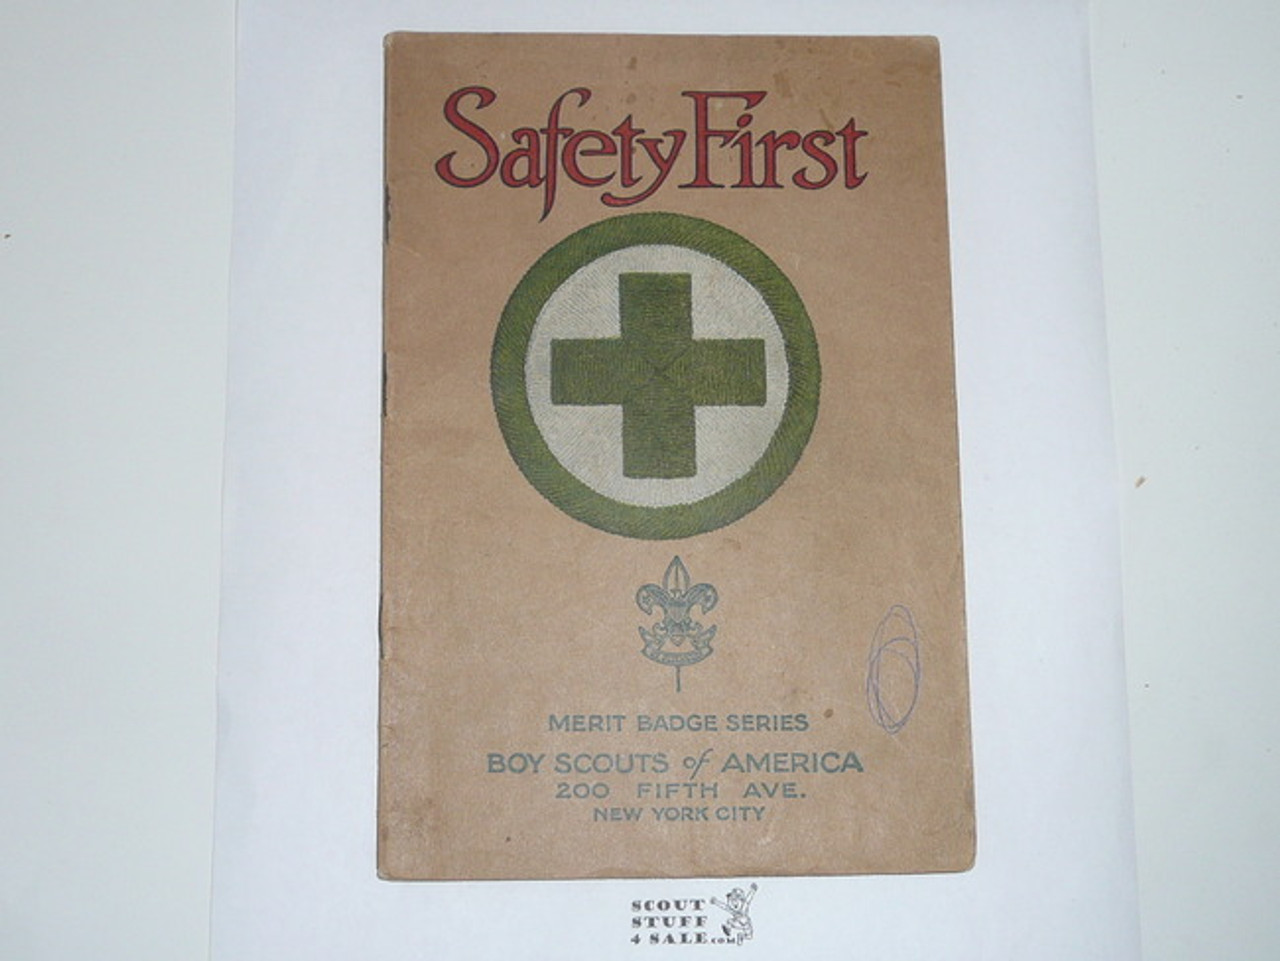 Safety First
MERIT BADGE SERIES
BOY SCOUTS of AMERICA
200 FIFTH AVE.
NEW YORK CITY
SCOUT
STUFF
4 SALE.com